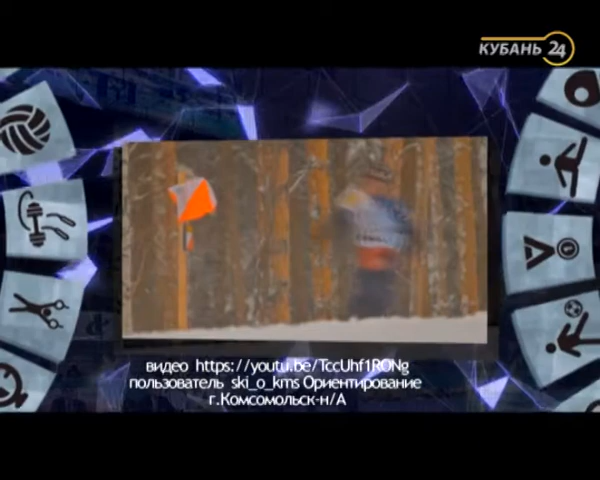 КУБАНЬ 24
видео https://youtu.be/TccUhf1RONg
пользователь ski_o_kms Ориентирование
г.Комсомольск-н/А